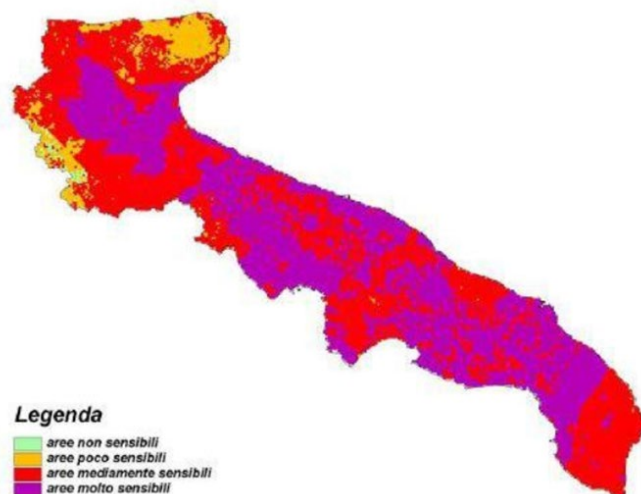 Legenda
aree non sensibili
aree poco sensibili
aree mediamente sensibili
aree molto sensibili